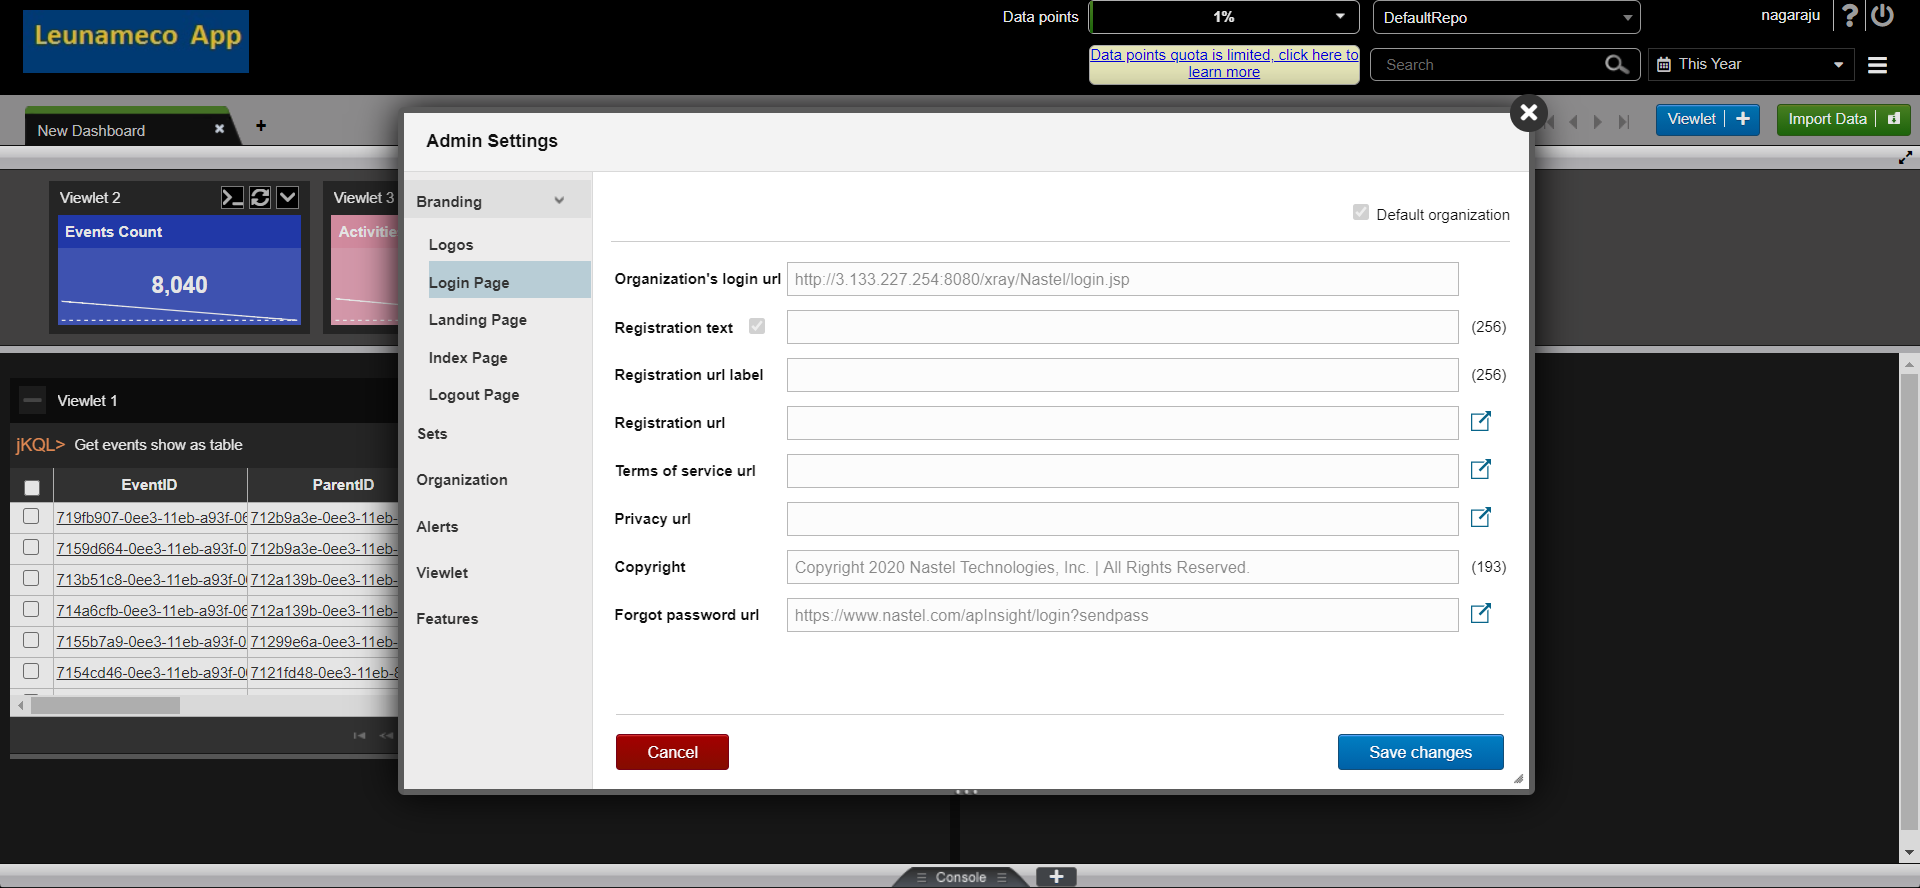 Leunameco App
Data points
1%
DefaultRepo
nagaraju
Data points quota is limited, click here to
learn more
Search
This Year
New Dashboard
Viewlet
Import Data
Admin Settings
Viewlet 2
Events Count
8,040
Viewlet 3
Activitie
Branding
Logos
Login Page
Landing Page
Index Page
Logout Page
Sets
Organization
Alerts
Viewlet
Features
Default organization
Organization's login url
http://3.133.227.254:8080/xray/Nastel/login.jsp
Registration text
(256)
Registration url label
(256)
Registration url
Terms of service url
Privacy url
Copyright
Copyright 2020 Nastel Technologies, Inc. | All Rights Reserved.
(193)
Forgot password url
https://www.nastel.com/apInsight/login?sendpass
Cancel
Save changes
Viewlet 1
jKQL> Get events show as table
EventID ParentID
719fb907-0ee3-11eb-a93f-06 712b9a3e-0ee3-11eb-
7159d664-0ee3-11eb-a93f-0 712b9a3e-0ee3-11eb-
713b51c8-0ee3-11eb-a93f-0 712a139b-0ee3-11eb-
714a6cfb-0ee3-11eb-a93f-06 712a139b-0ee3-11eb-
7155b7a9-0ee3-11eb-a93f-0 71299e6a-0ee3-11eb-
7154cd46-0ee3-11eb-a93f-0 7121fd48-0ee3-11eb-8
Console